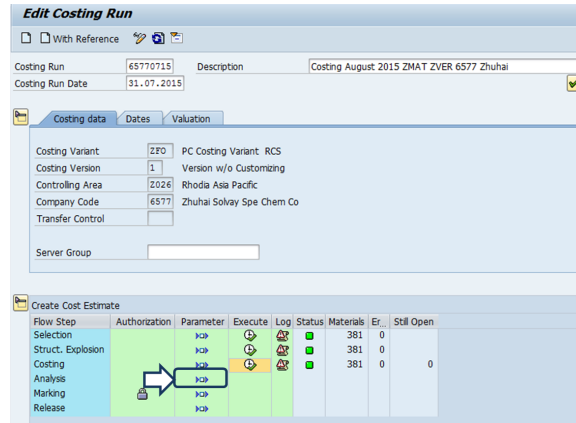 Edit Costing Run
With Reference
Costing Run 65770715 Description Costing August 2015 ZMAT ZVER 6577 Zhuhai
Costing Run Date 31.07.2015
Costing data Dates Valuation
Costing Variant ZFO PC Costing Variant RCS
Costing Version 1 Version w/o Customizing
Controlling Area Z026 Rhodia Asia Pacific
Company Code 6577 Zhuhai Solvay Spe Chem Co
Transfer Control
Server Group
Create Cost Estimate
Flow Step Authorization Parameter Execute Log Status Materials Er... Still Open
Selection 381 0
Struct. Explosion 381 0
Costing 381 0 0
Analysis
Marking
Release